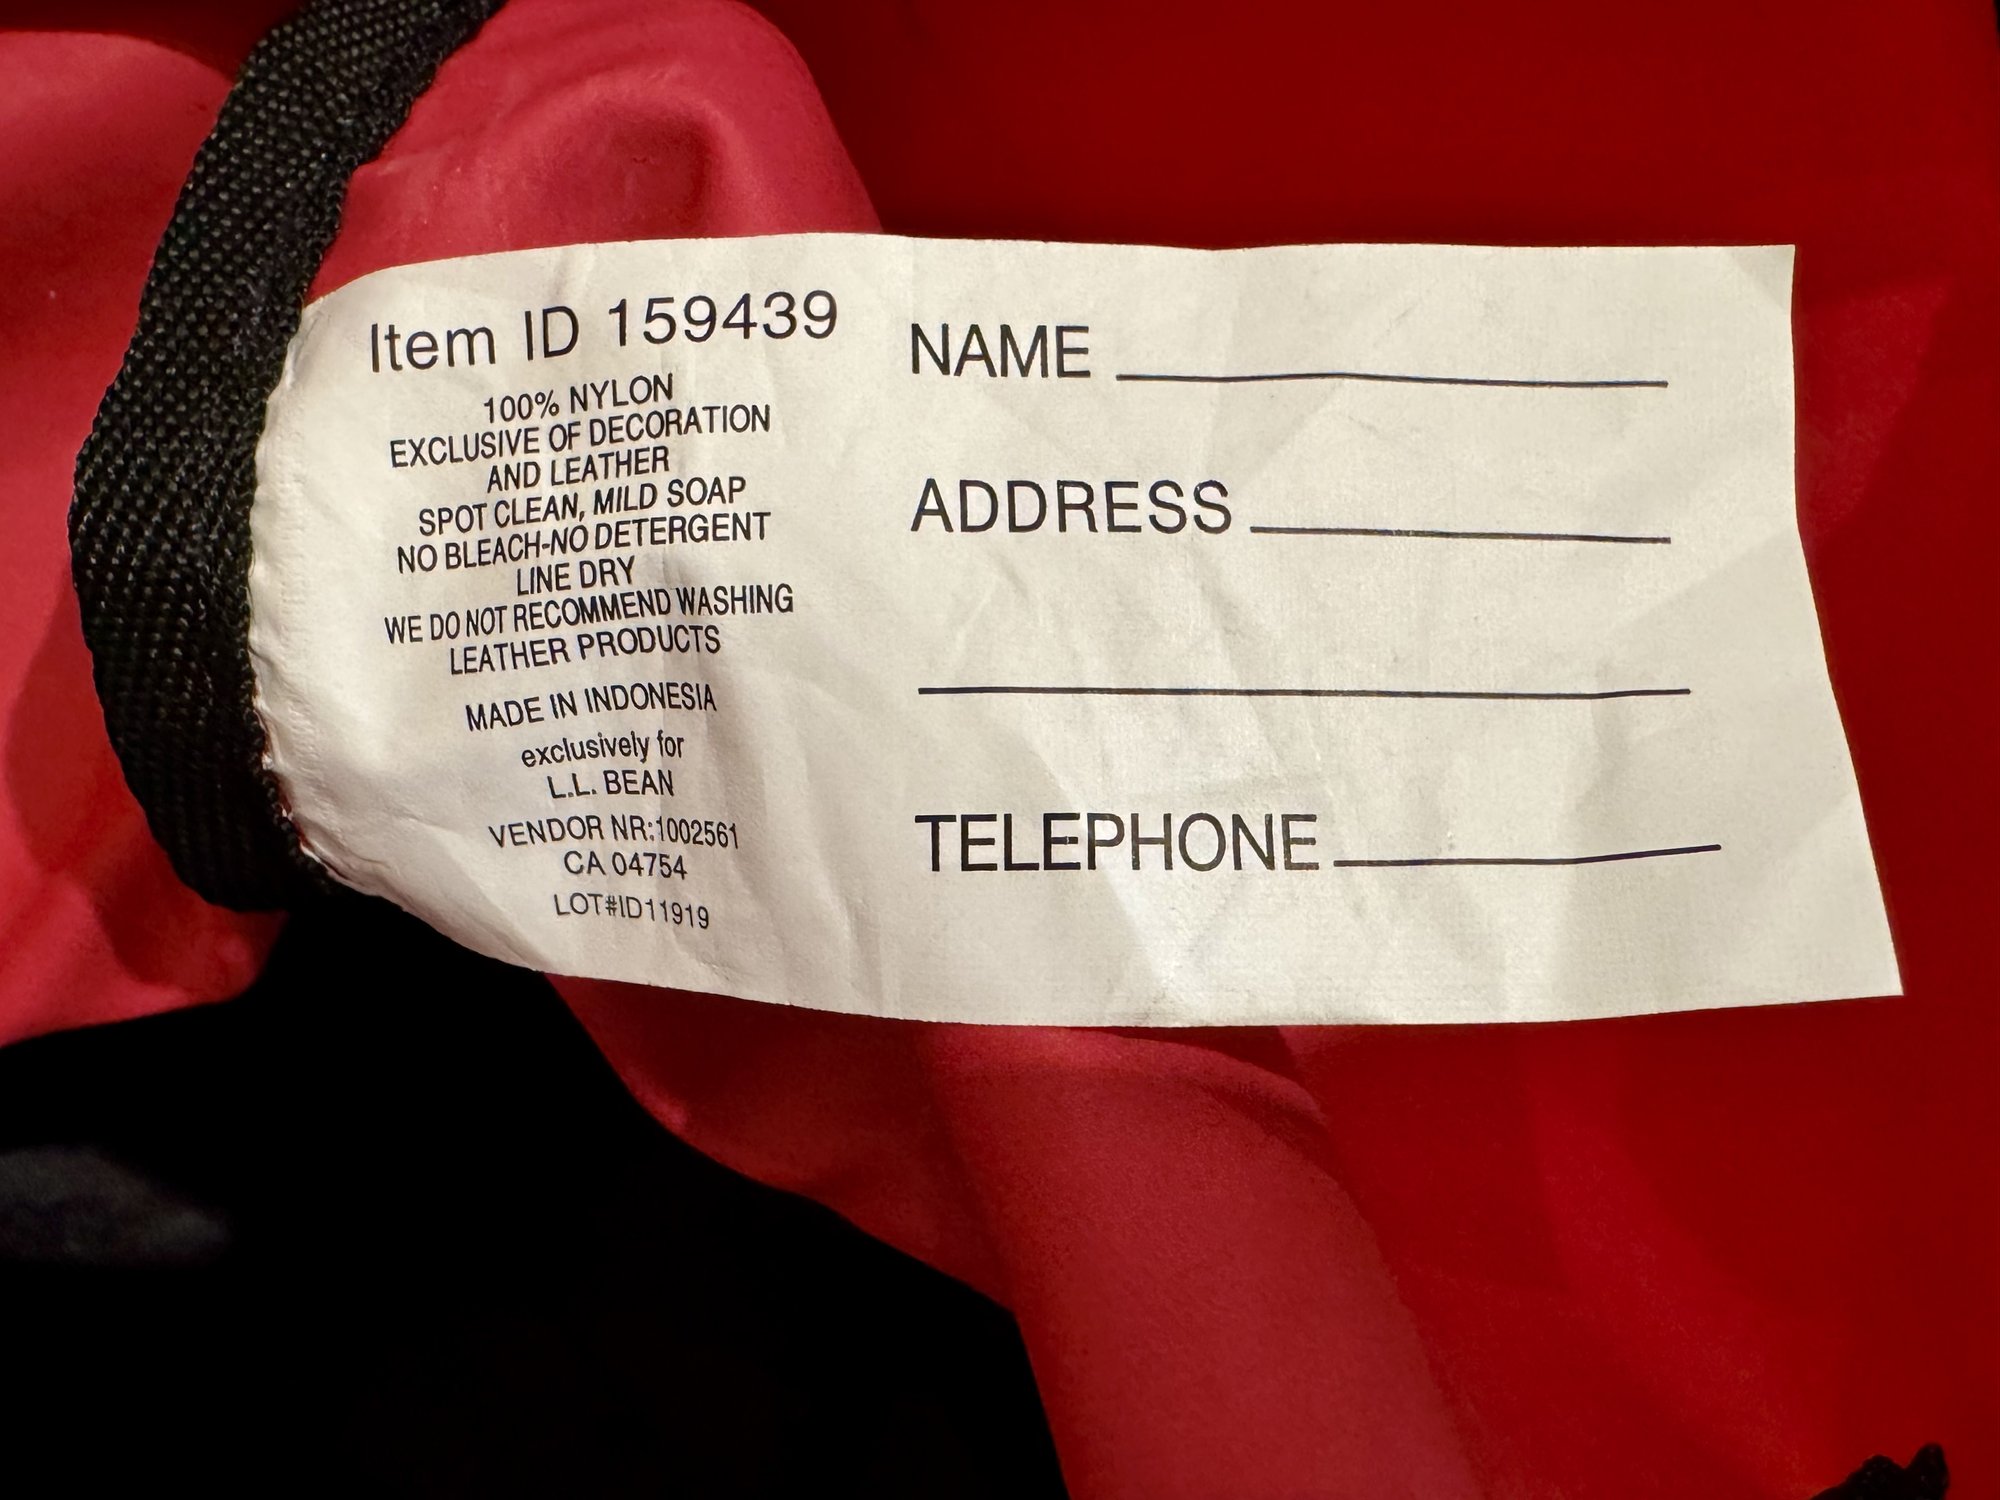 Item ID 159439
100% NYLON
EXCLUSIVE OF DECORATION
AND LEATHER
SPOT CLEAN, MILD SOAP
NO BLEACH-NO DETERGENT
LINE DRY
WE DO NOT RECOMMEND WASHING
LEATHER PRODUCTS
MADE IN INDONESIA
exclusively for
L.L. BEAN
VENDOR NR:1002561
CA 04754
LOT#ID11919
NAME
ADDRESS
TELEPHONE